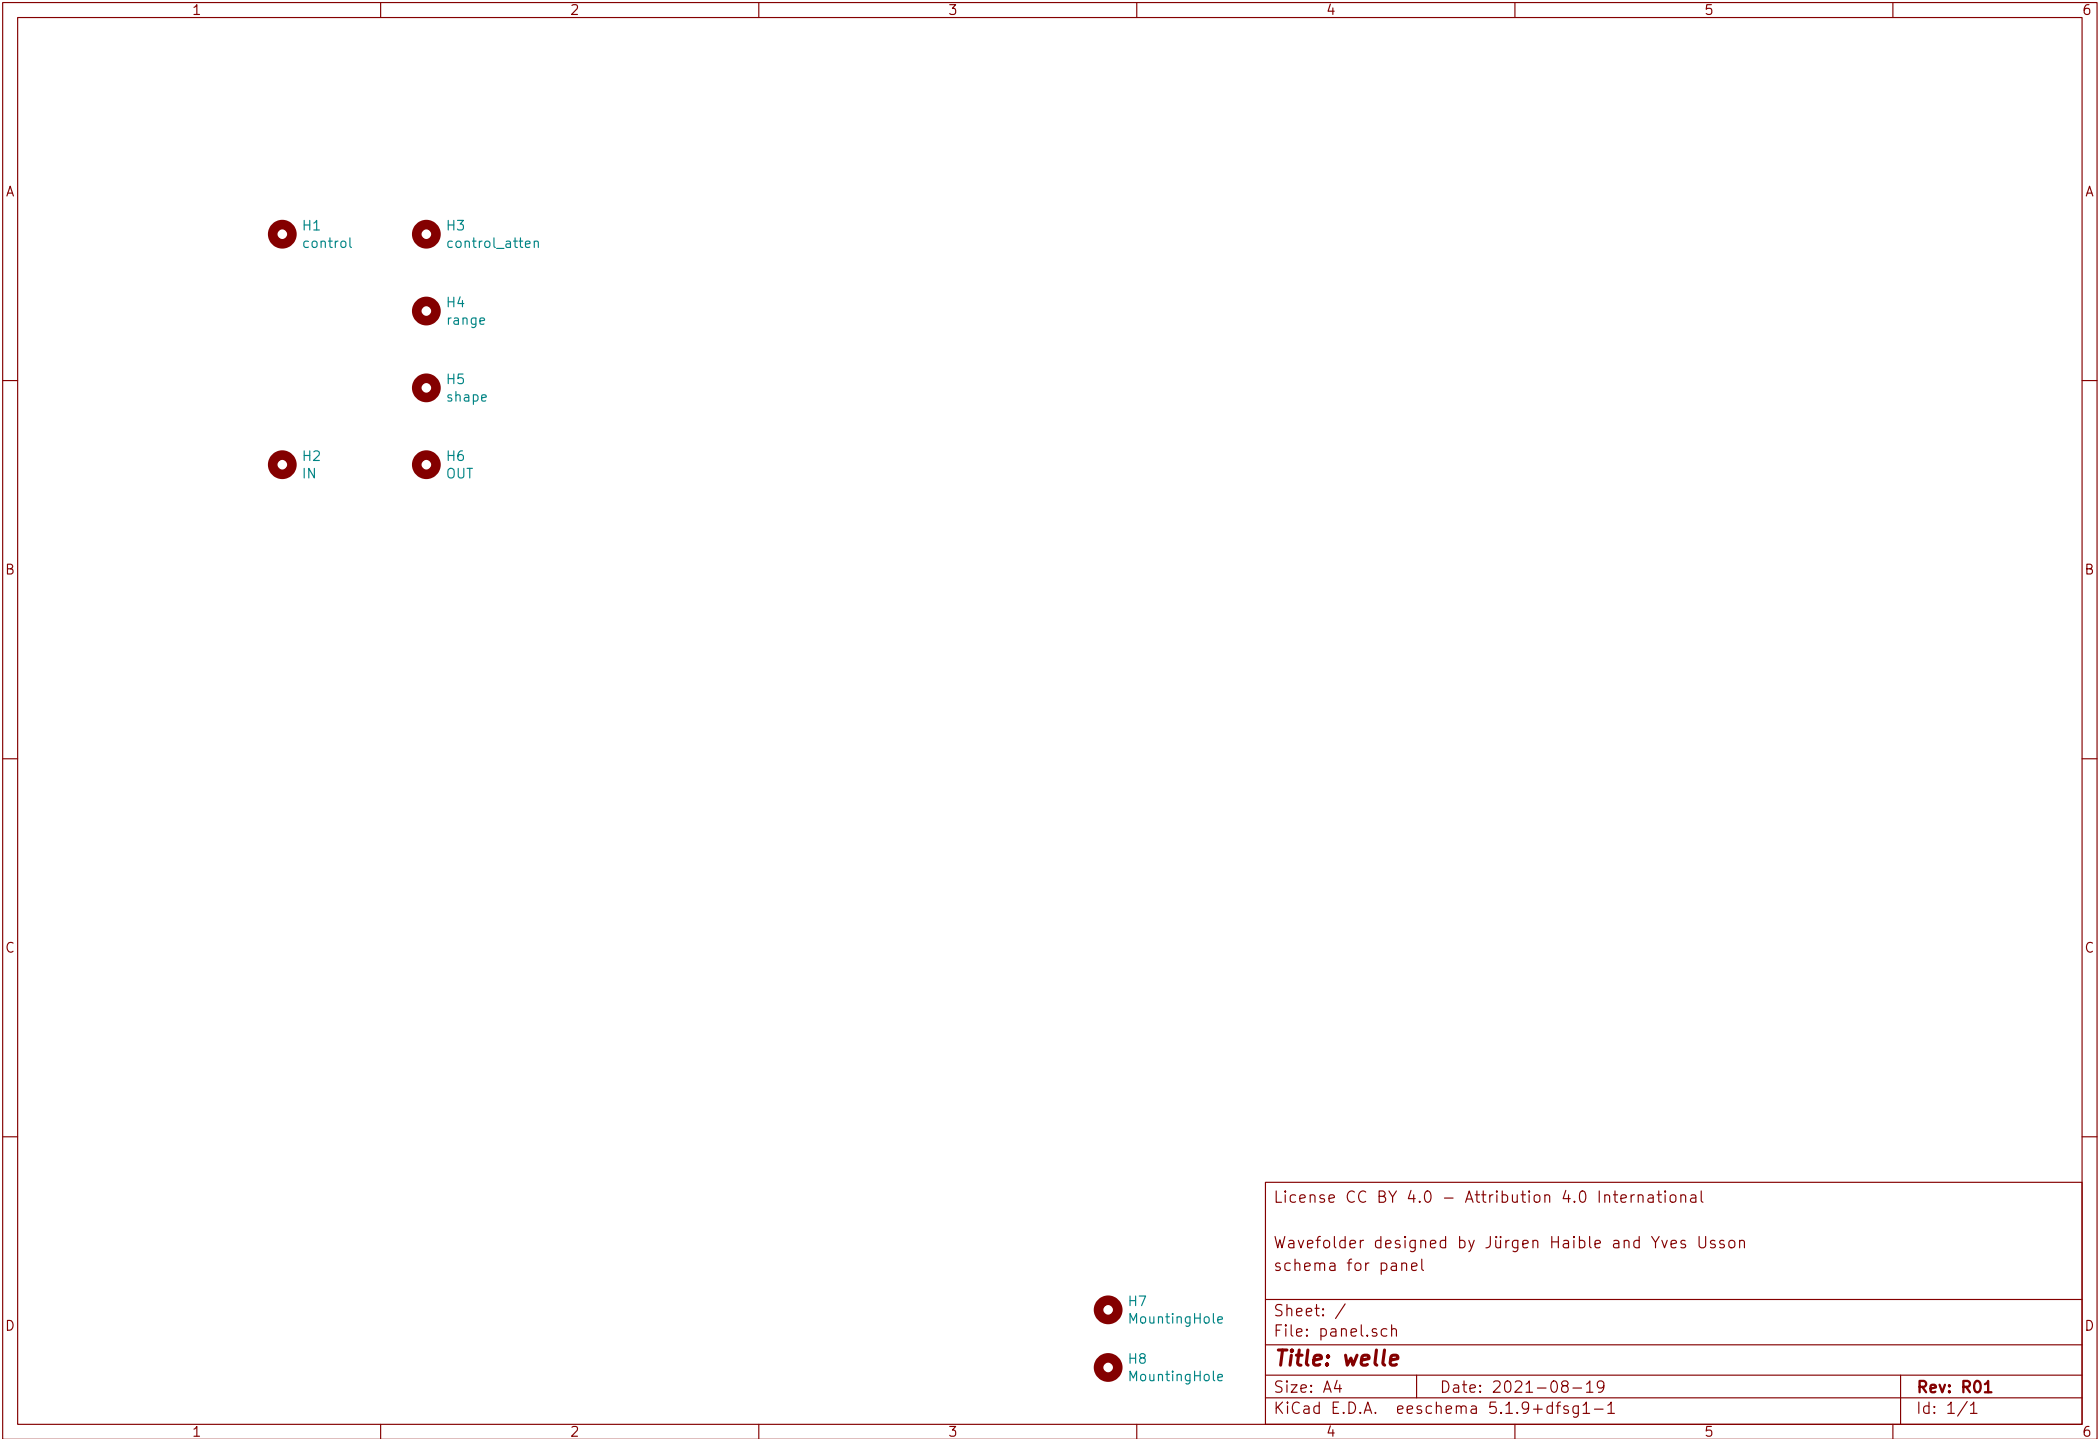 1 2 3 4 5 6
A A
H1
control
H3
control_atten
H4
range
H5
shape
H2
IN
H6
OUT
B B
C C
License CC BY 4.0 - Attribution 4.0 International
Wavefolder designed by Jürgen Haible and Yves Usson
schema for panel
H7
MountingHole
Sheet: /
File: panel.sch
D D
Title: welle
H8
MountingHole
Size: A4 Date: 2021-08-19 Rev: R01
KiCad E.D.A. eeschema 5.1.9+dfsg1-1 Id: 1/1
1 2 3 4 5 6